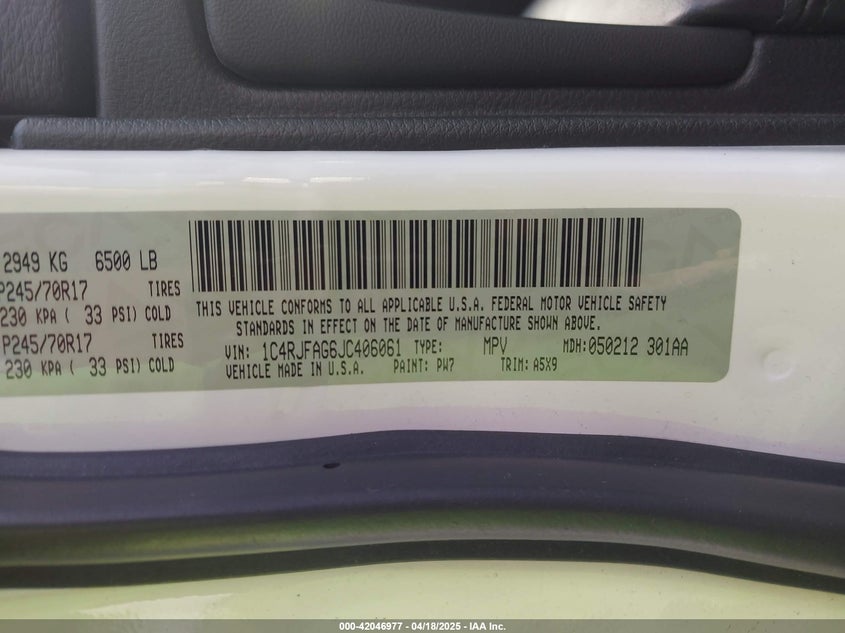 2949 KG 6500 LB
P245/70R17 TIRES
230 KPA ( 33 PSI) COLD
P245/70R17 TIRES
230 KPA ( 33 PSI) COLD
THIS VEHICLE CONFORMS TO ALL APPLICABLE U.S.A. FEDERAL MOTOR VEHICLE SAFETY
STANDARDS IN EFFECT ON THE DATE OF MANUFACTURE SHOWN ABOVE.
VIN: 1C4RJFAG6JC406061 TYPE: MPV MDH:050212 301AA
VEHICLE MADE IN U.S.A. PAINT: PW7 TRIM: A5X9
000-42046977 - 04/18/2025 - IAA Inc.